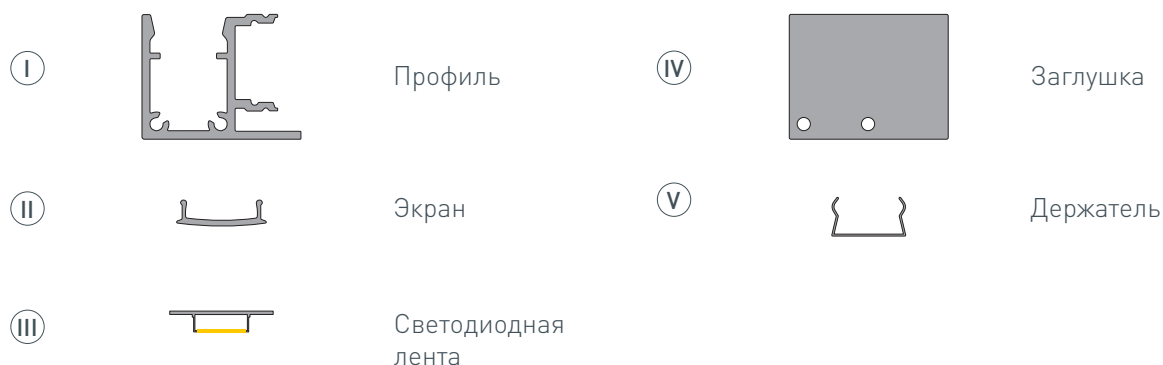 I
Профиль
II
Экран
III
Светодиодная
лента
IV
Заглушка
V
Держатель